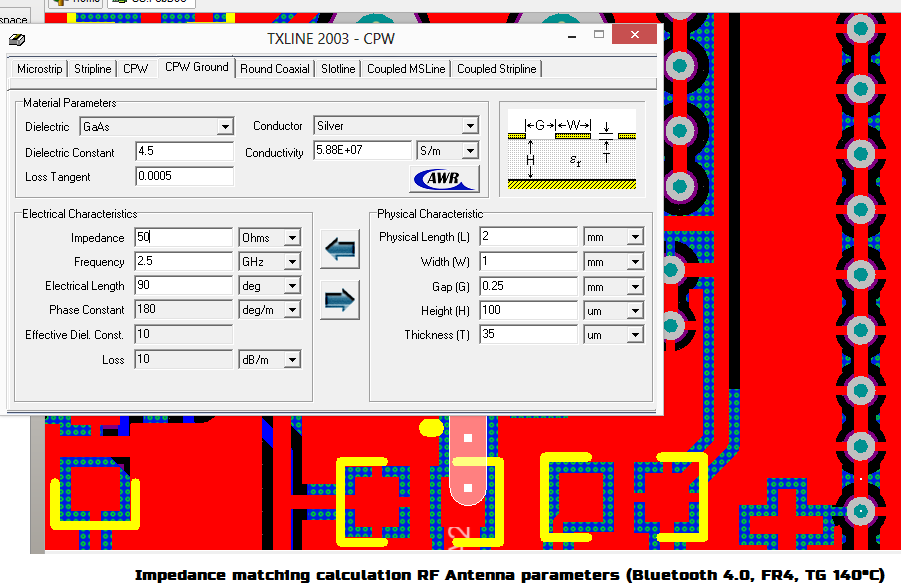 space
Home
TXLINE 2003 - CPW
Microstrip Stripline CPW CPW Ground Round Coaxial Slotline Coupled MSLine Coupled Stripline
Material Parameters
Dielectric GaAs Conductor Silver
Dielectric Constant 4.5 Conductivity 5.88E+07 S/m
Loss Tangent 0.0005
AWR
G W
H εr T
Electrical Characteristics
Impedance 50 Ohms
Frequency 2.5 GHz
Electrical Length 90 deg
Phase Constant 180 deg/m
Effective Diel. Const. 10
Loss 10 dB/m
Physical Characteristic
Physical Length (L) 2 mm
Width (W) 1 mm
Gap (G) 0.25 mm
Height (H) 100 um
Thickness (T) 35 um
Impedance matching calculation RF Antenna parameters (Bluetooth 4.0, FR4, TG 140°C)